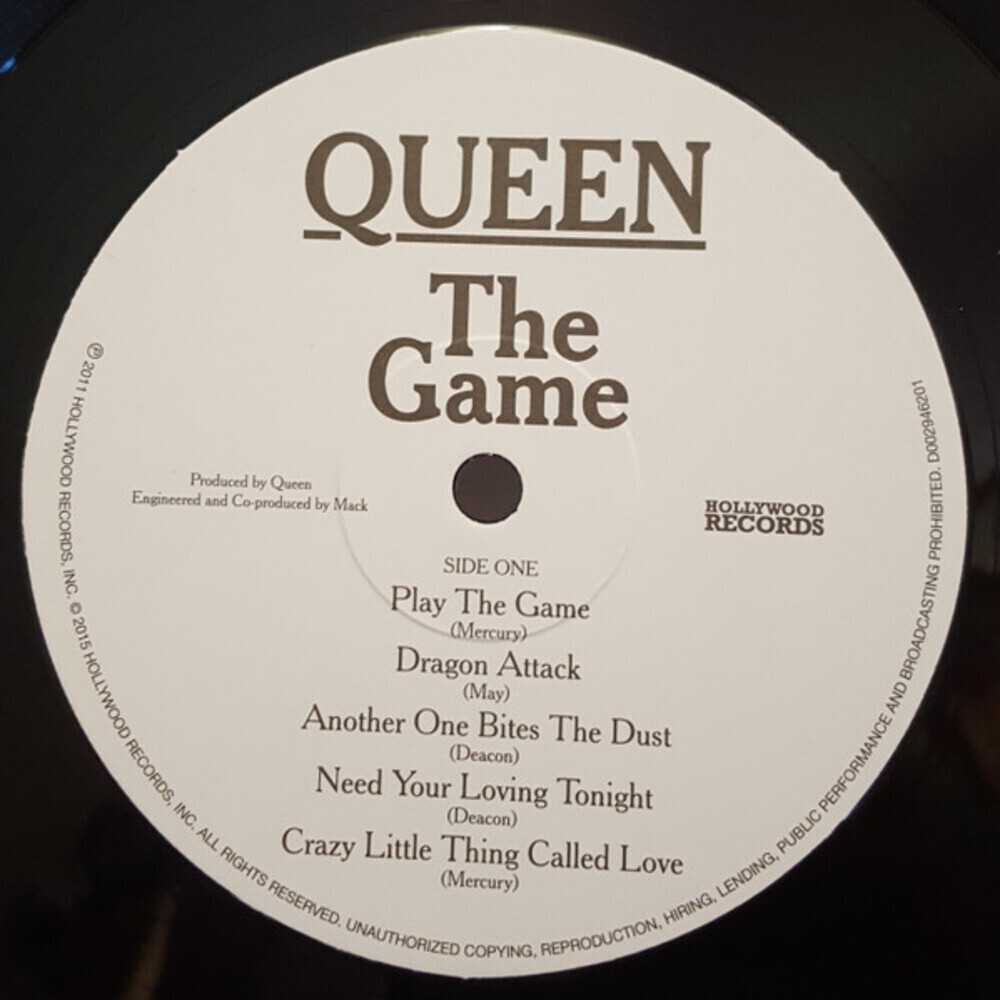 QUEEN
The
Game
Produced by Queen
Engineered and Co-produced by Mack
HOLLYWOOD
RECORDS
SIDE ONE
Play The Game
(Mercury)
Dragon Attack
(May)
Another One Bites The Dust
(Deacon)
Need Your Loving Tonight
(Deacon)
Crazy Little Thing Called Love
(Mercury)
℗ 2011 HOLLYWOOD RECORDS, INC. © 2015 HOLLYWOOD RECORDS, INC. ALL RIGHTS RESERVED. UNAUTHORIZED COPYING, REPRODUCTION, HIRING, LENDING, PUBLIC PERFORMANCE AND BROADCASTING PROHIBITED. D002946201